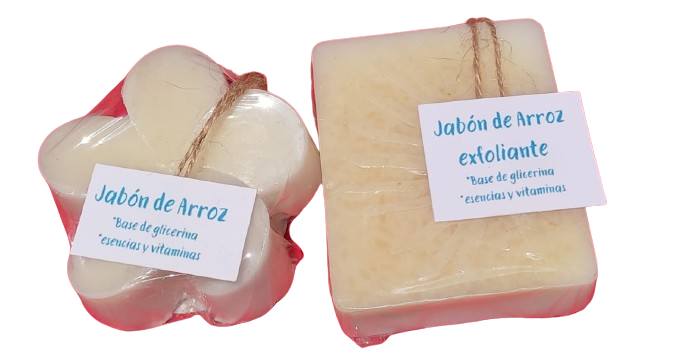 Jabón de Arroz
*Base de glicerina
*esencias y vitaminas
Jabón de Arroz
exfoliante
*Base de glicerina
*esencias y vitaminas